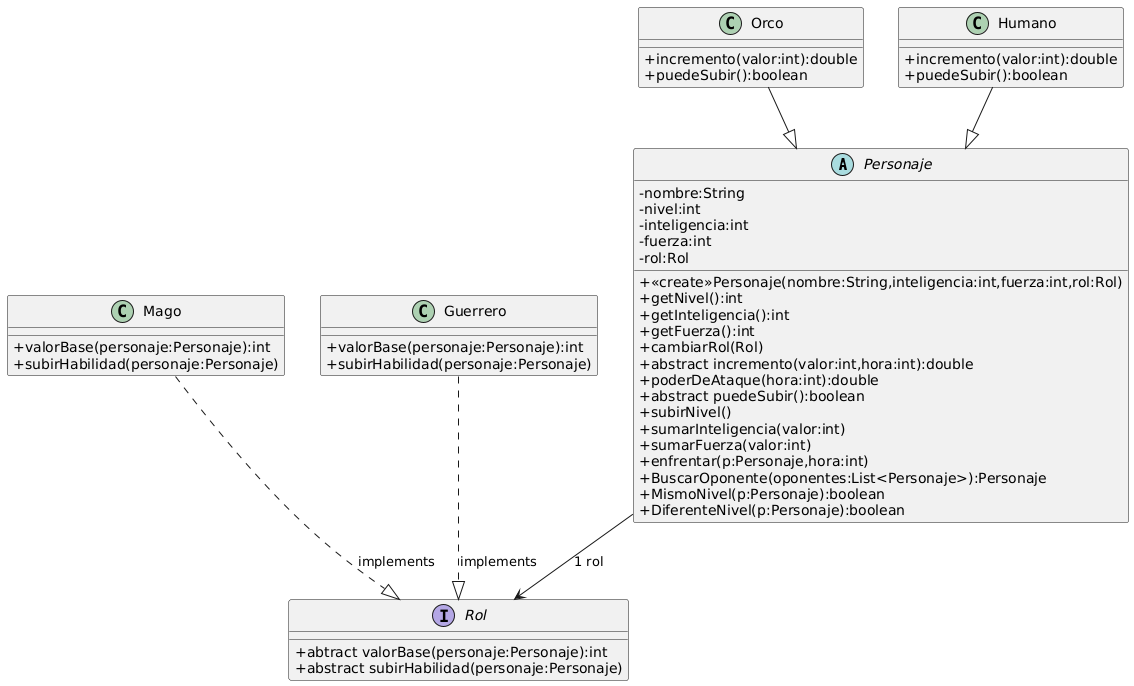 C Orco
+incremento(valor:int):double
+puedeSubir():boolean
C Humano
+incremento(valor:int):double
+puedeSubir():boolean
A Personaje
-nombre:String
-nivel:int
-inteligencia:int
-fuerza:int
-rol:Rol
+«create»Personaje(nombre:String,inteligencia:int,fuerza:int,rol:Rol)
+getNivel():int
+getInteligencia():int
+getFuerza():int
+cambiarRol(Rol)
+abstract incremento(valor:int,hora:int):double
+poderDeAtaque(hora:int):double
+abstract puedeSubir():boolean
+subirNivel()
+sumarInteligencia(valor:int)
+sumarFuerza(valor:int)
+enfrentar(p:Personaje,hora:int)
+BuscarOponente(oponentes:List<Personaje>):Personaje
+MismoNivel(p:Personaje):boolean
+DiferenteNivel(p:Personaje):boolean
C Mago
+valorBase(personaje:Personaje):int
+subirHabilidad(personaje:Personaje)
C Guerrero
+valorBase(personaje:Personaje):int
+subirHabilidad(personaje:Personaje)
implements
implements
1 rol
I Rol
+abtract valorBase(personaje:Personaje):int
+abstract subirHabilidad(personaje:Personaje)